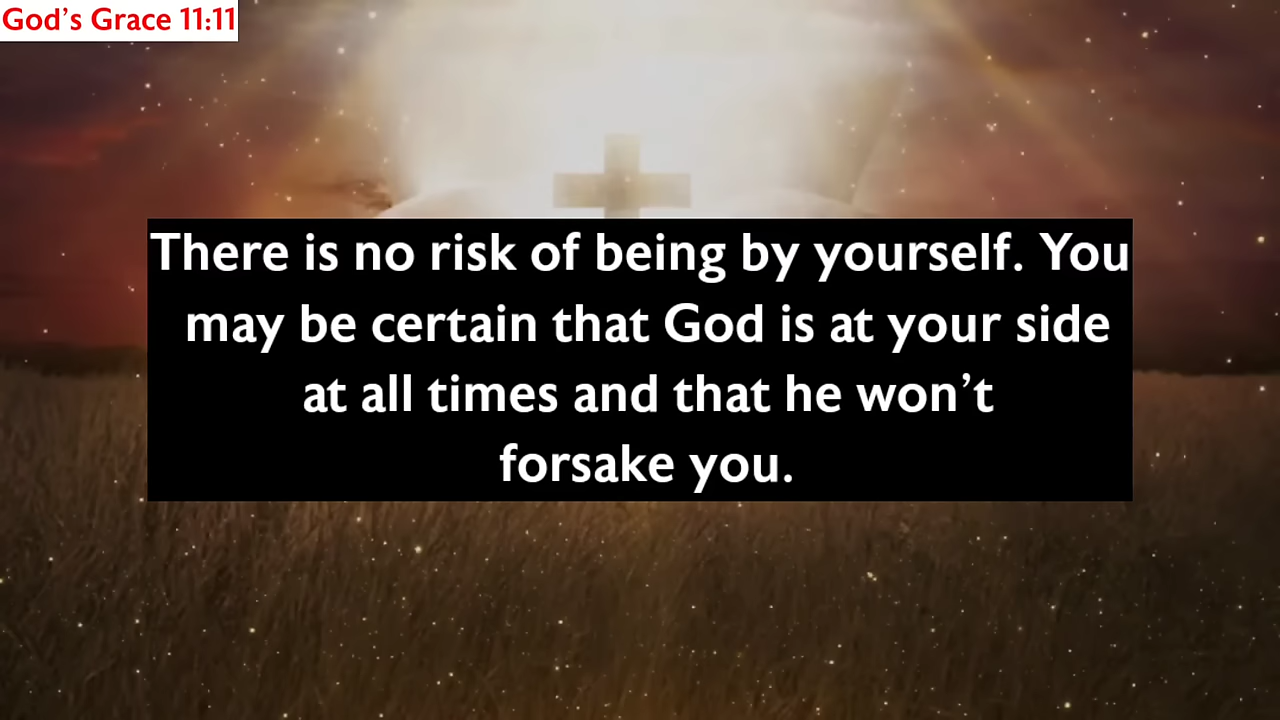 God’s Grace 11:11
There is no risk of being by yourself. You
may be certain that God is at your side
at all times and that he won’t
forsake you.